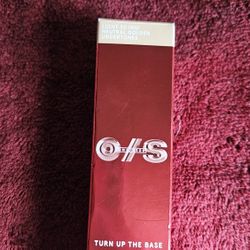 NEUTRAL GOLDEN
UNDERTONES
O/S
TURN UP THE BASE